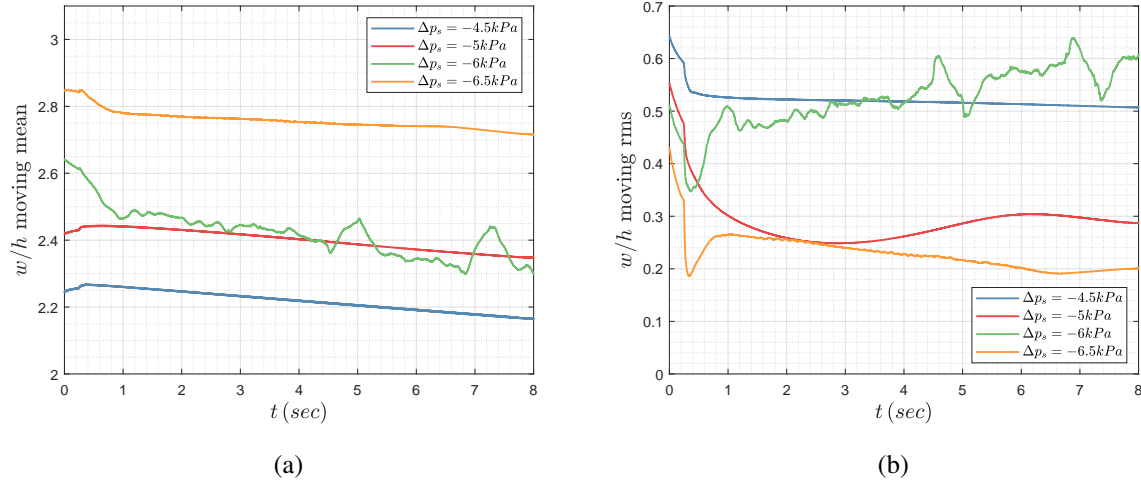 3
2.8
2.6
2.4
2.2
2
w/h moving mean
0 1 2 3 4 5 6 7 8
t (sec)
Δp_s = −4.5kPa
Δp_s = −5kPa
Δp_s = −6kPa
Δp_s = −6.5kPa
(a)
0.7
0.6
0.5
0.4
0.3
0.2
0.1
0
w/h moving rms
0 1 2 3 4 5 6 7 8
t (sec)
Δp_s = −4.5kPa
Δp_s = −5kPa
Δp_s = −6kPa
Δp_s = −6.5kPa
(b)